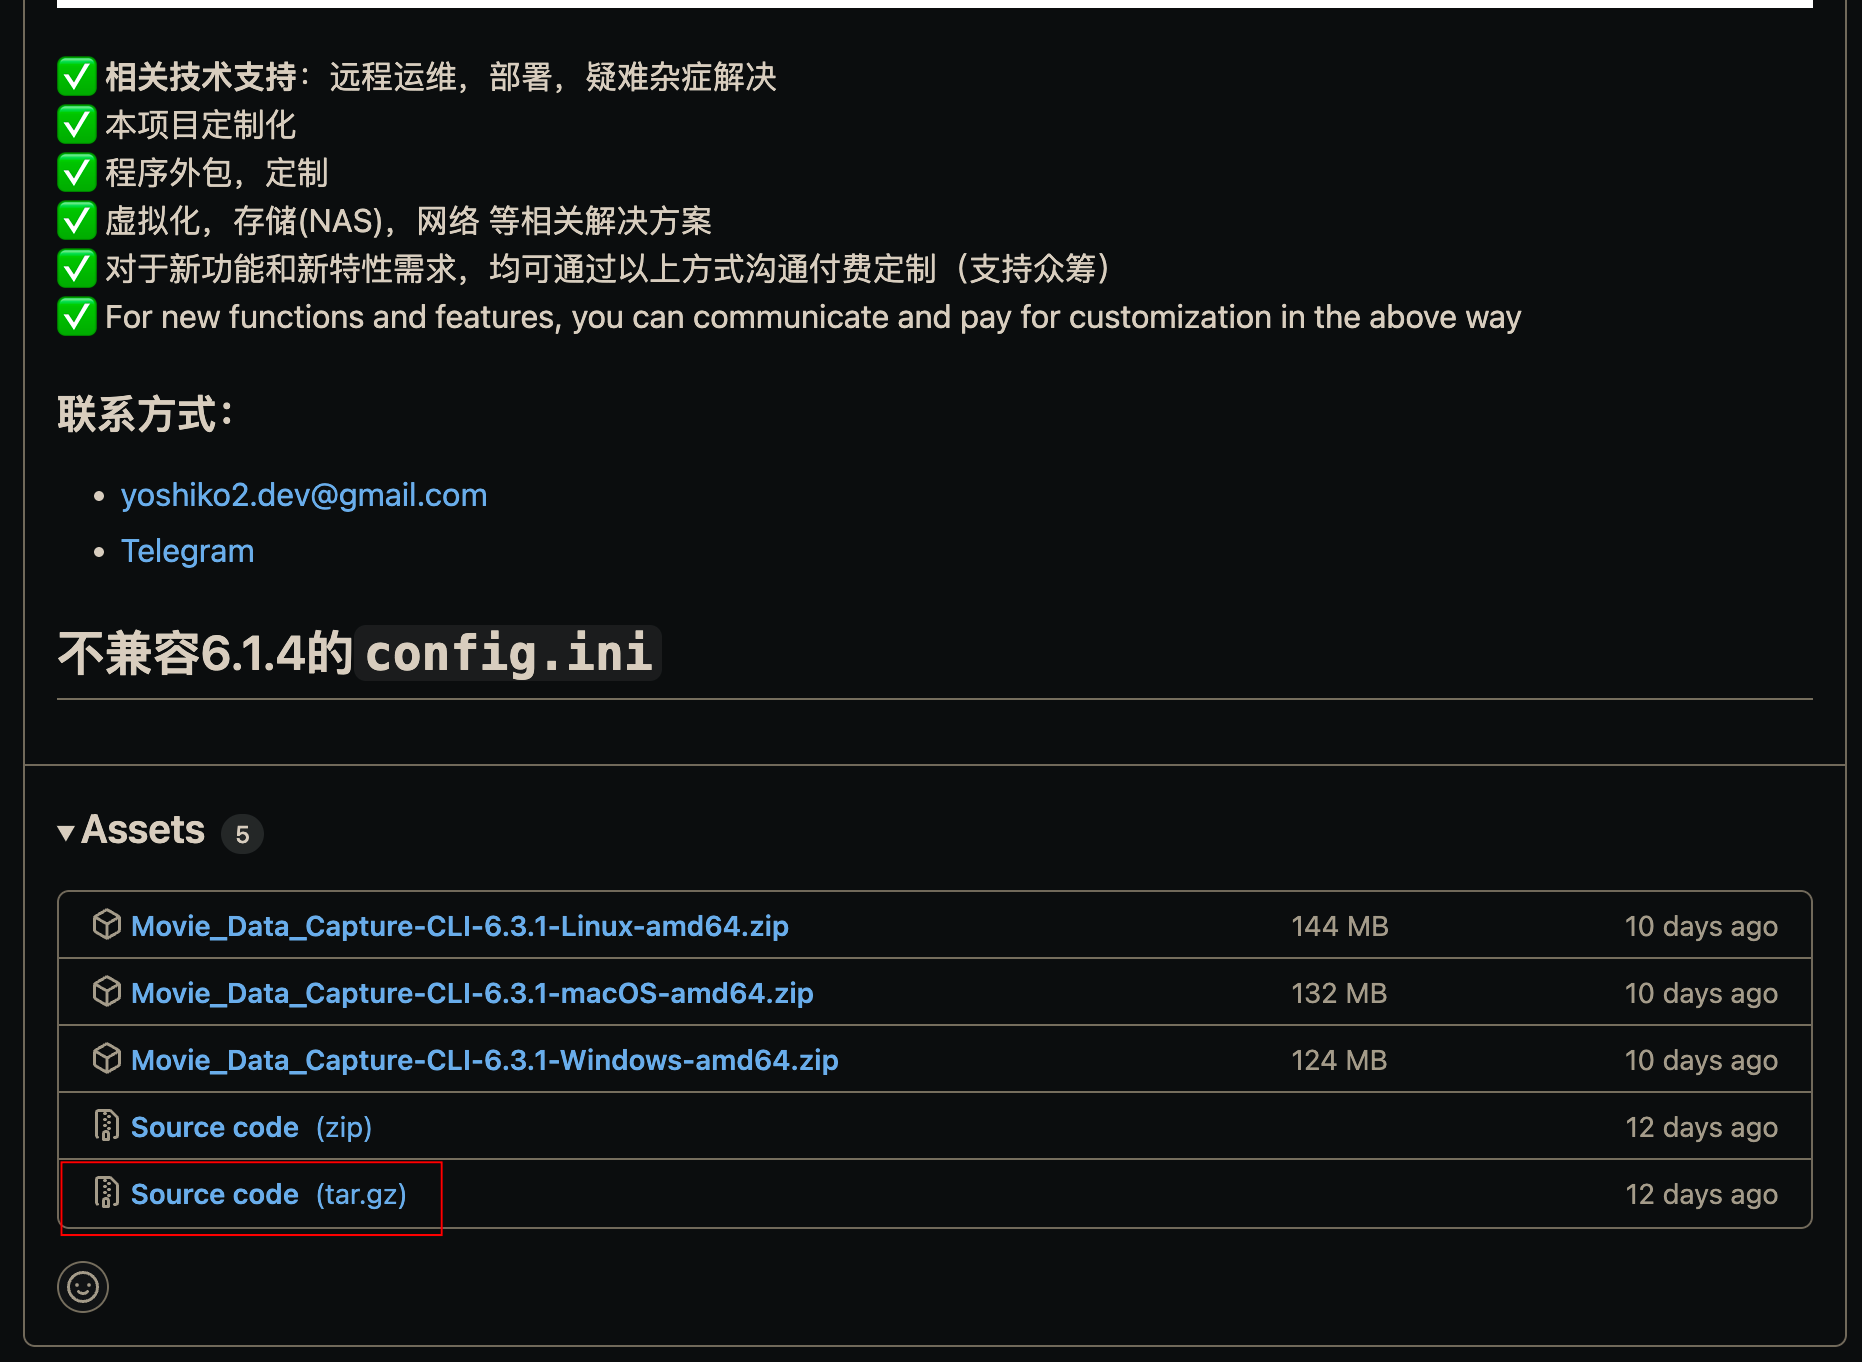 ✅ 相关技术支持：远程运维，部署，疑难杂症解决
✅ 本项目定制化
✅ 程序外包，定制
✅ 虚拟化，存储(NAS)，网络 等相关解决方案
✅ 对于新功能和新特性需求，均可通过以上方式沟通付费定制（支持众筹）
✅ For new functions and features, you can communicate and pay for customization in the above way
联系方式：
• yoshiko2.dev@gmail.com
• Telegram
不兼容6.1.4的 config.ini
▾ Assets 5
Movie_Data_Capture-CLI-6.3.1-Linux-amd64.zip 144 MB 10 days ago
Movie_Data_Capture-CLI-6.3.1-macOS-amd64.zip 132 MB 10 days ago
Movie_Data_Capture-CLI-6.3.1-Windows-amd64.zip 124 MB 10 days ago
Source code (zip) 12 days ago
Source code (tar.gz) 12 days ago